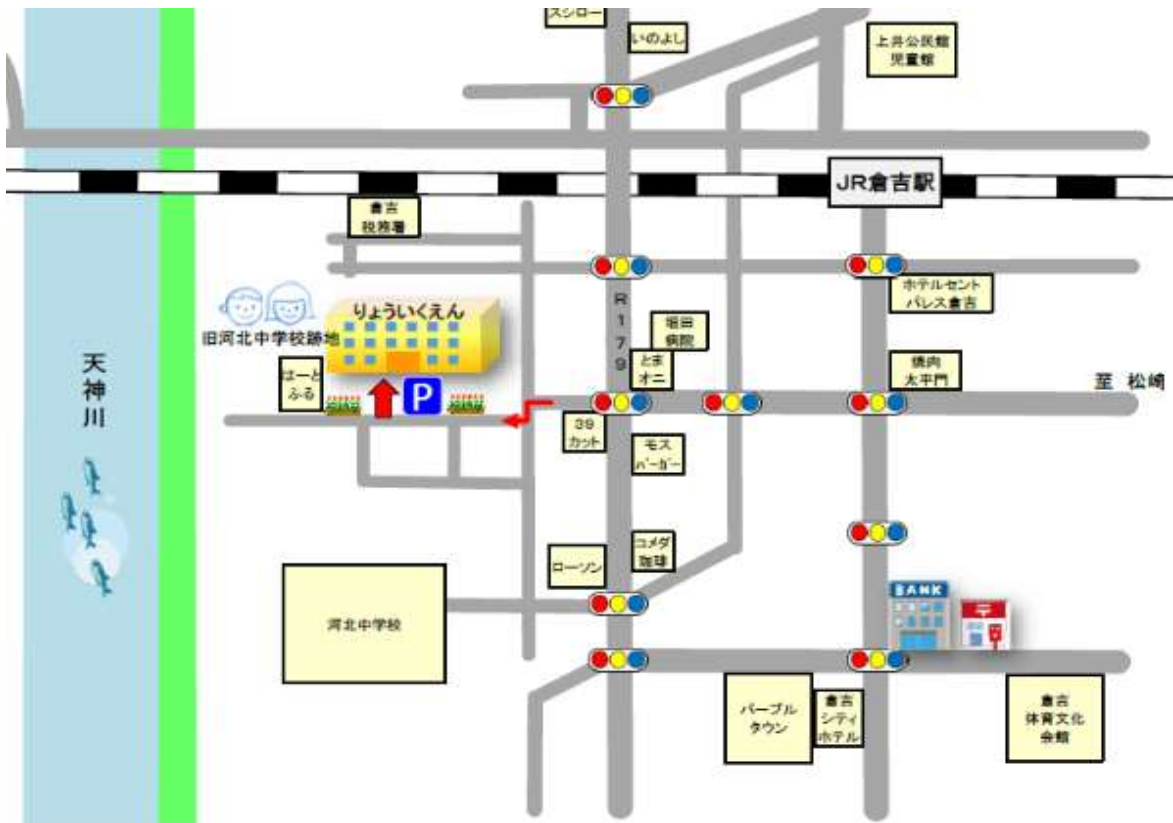 スシロー
いのよし
上井公民館
児童館
JR倉吉駅
倉吉
税務署
ホテルセント
パレス倉吉
りょういくえん
旧河北中学校跡地
R179
垣田
病院
とま
オニ
はーと
ふる
焼肉
太平門
至 松崎
天神川
P
39
カット
モス
バーガー
コメダ
珈琲
ローソン
BANK
〒
河北中学校
パープル
タウン
倉吉
シティ
ホテル
倉吉
体育文化
会館